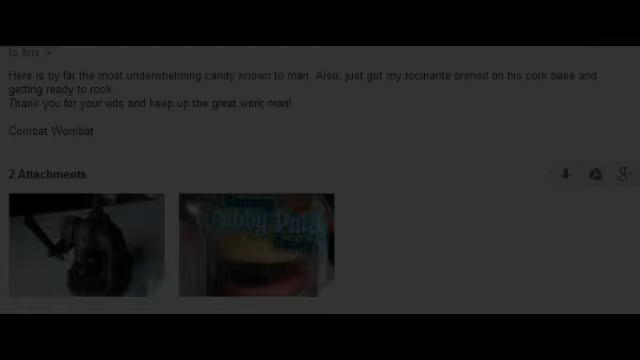 to Kris
Here is by far the most underwhelming candy known to man. Also, just got my rocinante primed on his cork base and
getting ready to rock
Thank you for your vids and keep up the great work man!
Combat Wombat
2 Attachments